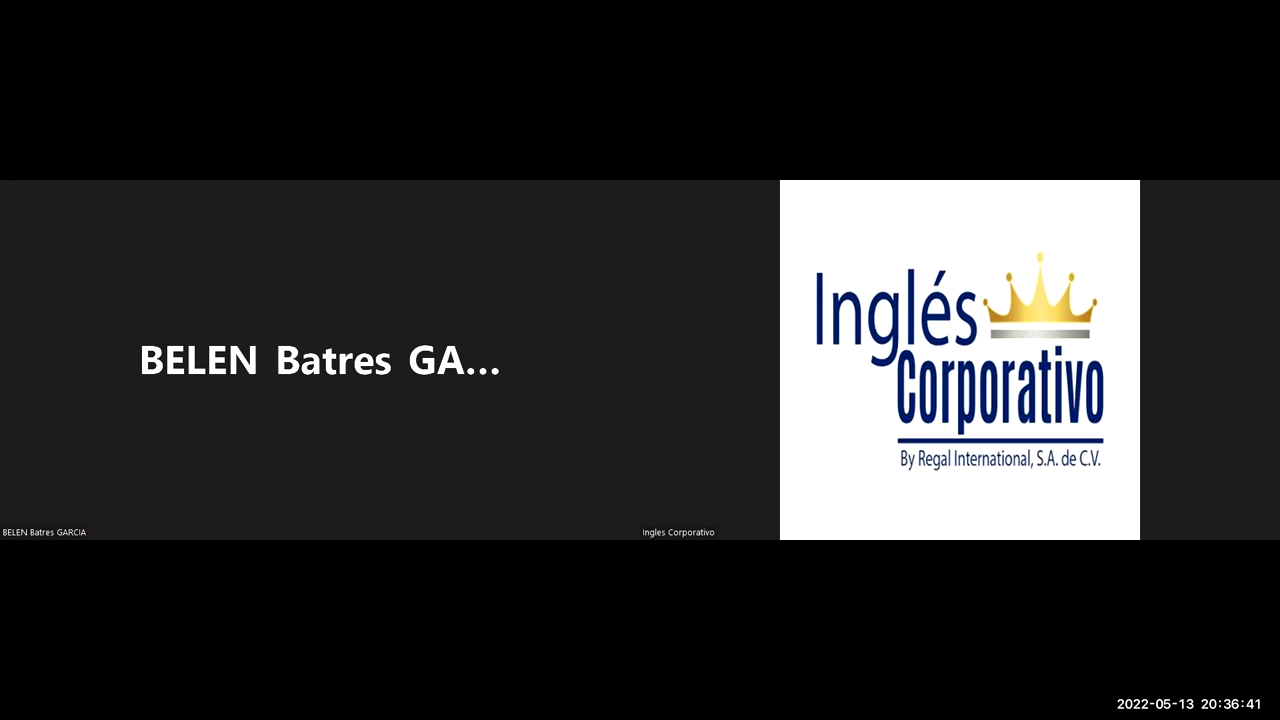 BELEN Batres GA...
Inglés
Corporativo
By Regal International, S.A. de C.V.
BELEN Batres GARCIA
Ingles Corporativo
2022-05-13 20:36:41